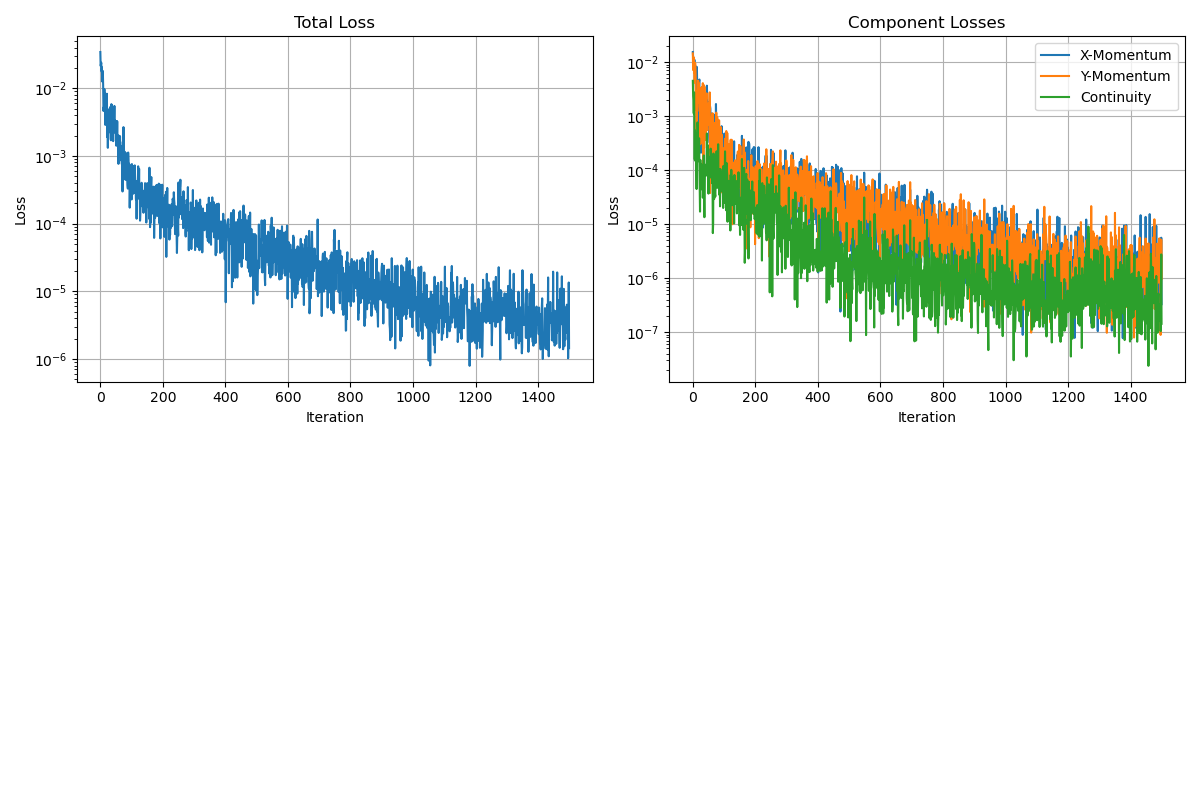 Total Loss
Loss
10^-2
10^-3
10^-4
10^-5
10^-6
0 200 400 600 800 1000 1200 1400
Iteration
Component Losses
X-Momentum
Y-Momentum
Continuity
Loss
10^-2
10^-3
10^-4
10^-5
10^-6
10^-7
0 200 400 600 800 1000 1200 1400
Iteration